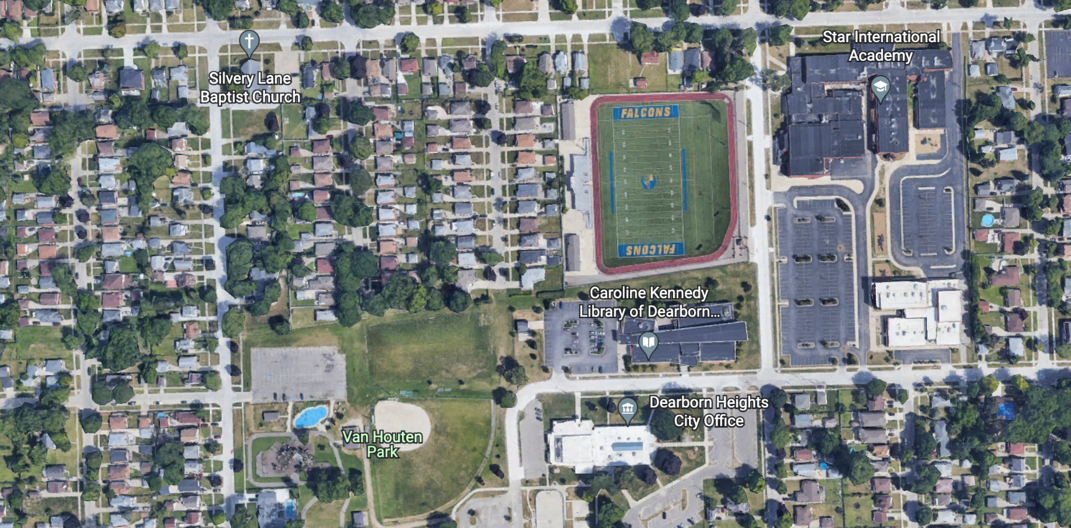 Star International
Academy
Silvery Lane
Baptist Church
FALCONS
FALCONS
Caroline Kennedy
Library of Dearborn...
Dearborn Heights
City Office
Van Houten
Park